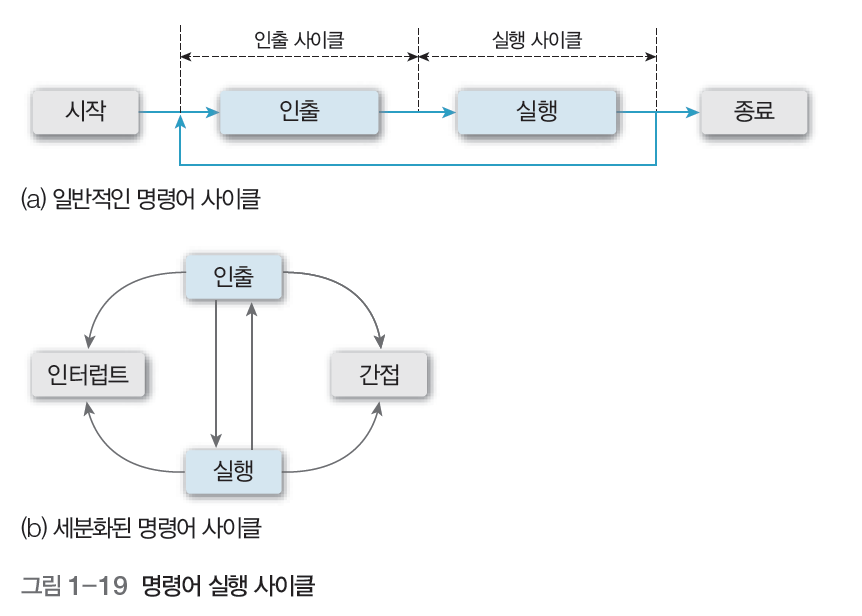 인출 사이클
실행 사이클
시작
인출
실행
종료
(a) 일반적인 명령어 사이클
인출
인터럽트
간접
실행
(b) 세분화된 명령어 사이클
그림 1-19 명령어 실행 사이클